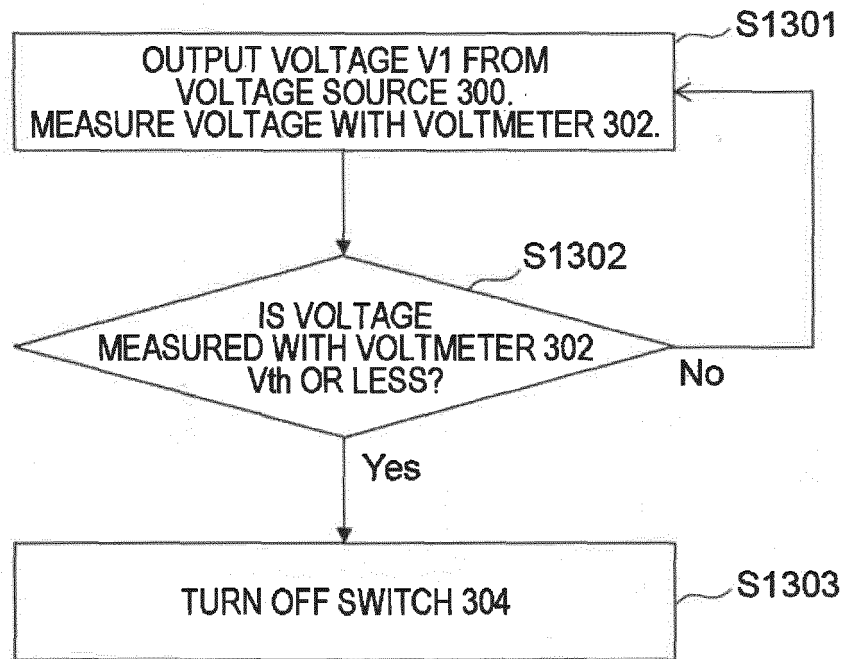 S1301
OUTPUT VOLTAGE V1 FROM
VOLTAGE SOURCE 300.
MEASURE VOLTAGE WITH VOLTMETER 302.
S1302
IS VOLTAGE
MEASURED WITH VOLTMETER 302
Vth OR LESS?
No
Yes
TURN OFF SWITCH 304
S1303